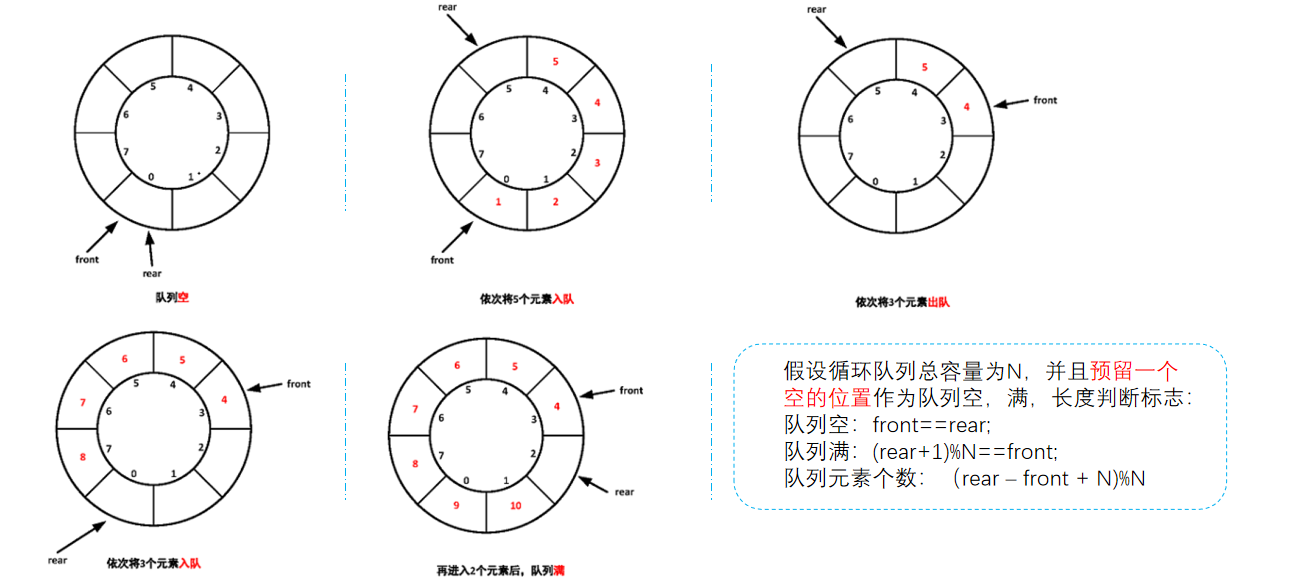 front
rear
5
4
6
3
7
2
0
1
队列空
rear
5
5
4
4
6
3
3
7
2
0
1
1
2
front
依次将5个元素入队
rear
5
5
4
4
front
6
3
7
2
0
1
依次将3个元素出队
6
5
5
4
front
7
6
3
4
8
7
2
0
1
rear
依次将3个元素入队
6
5
5
4
front
7
6
3
4
8
7
2
0
1
rear
9
10
再进入2个元素后,队列满
假设循环队列总容量为N,并且预留一个
空的位置作为队列空,满,长度判断标志:
队列空:front==rear;
队列满:(rear+1)%N==front;
队列元素个数:(rear – front + N)%N